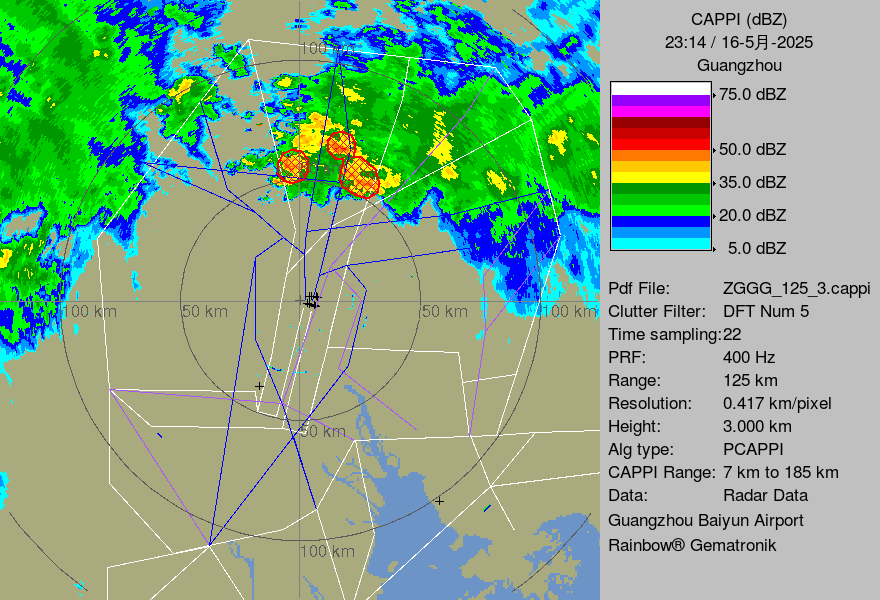 CAPPI (dBZ)
23:14 / 16-5月-2025
Guangzhou
75.0 dBZ
50.0 dBZ
35.0 dBZ
20.0 dBZ
5.0 dBZ
Pdf File: ZGGG_125_3.cappi
Clutter Filter: DFT Num 5
Time sampling:22
PRF: 400 Hz
Range: 125 km
Resolution: 0.417 km/pixel
Height: 3.000 km
Alg type: PCAPPI
CAPPI Range: 7 km to 185 km
Data: Radar Data
Guangzhou Baiyun Airport
Rainbow® Gematronik
100 km
100 km
50 km
50 km
100 km
50 km
100 km